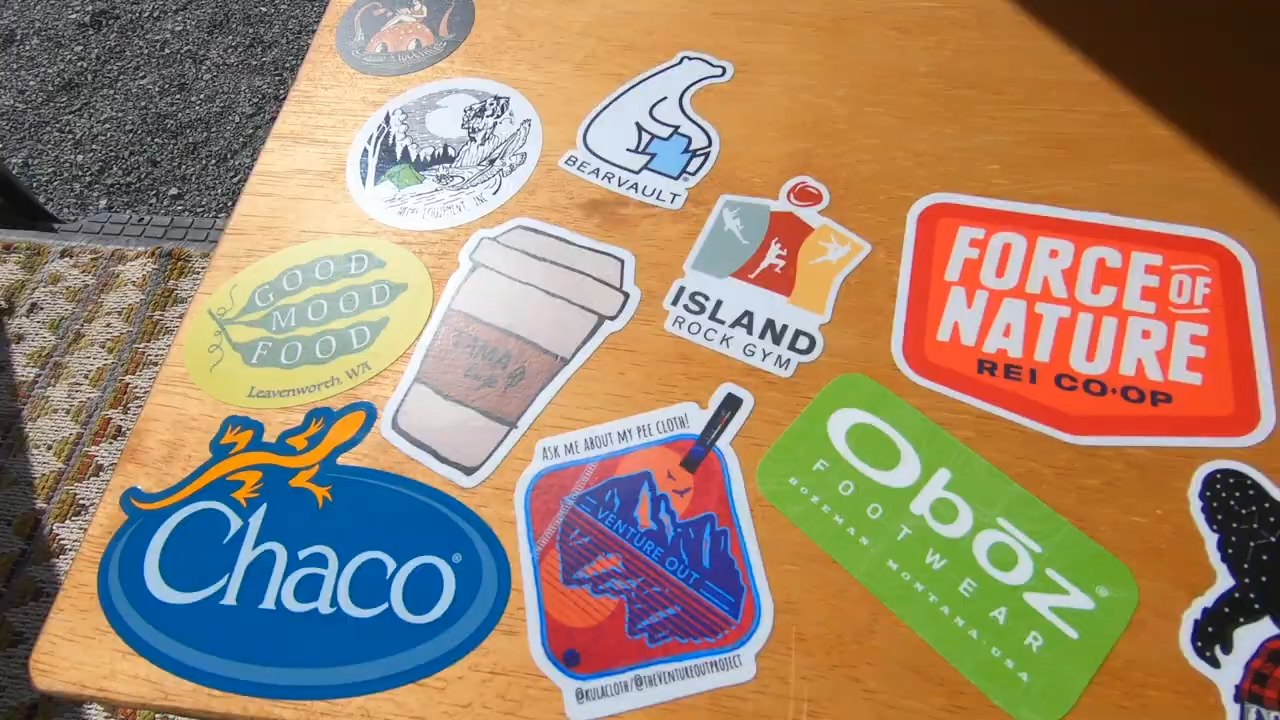 BEARVAULT
GOOD
MOOD
FOOD
Leavenworth, WA
ISLAND
ROCK GYM
FORCE OF
NATURE
REI CO·OP
Chaco®
ASK ME ABOUT MY PEE CLOTH!
VENTURE OUT
@KULACLOTH/@THEVENTUREOUTPROJECT
Obōz®
FOOTWEAR
BOZEMAN MONTANA, USA